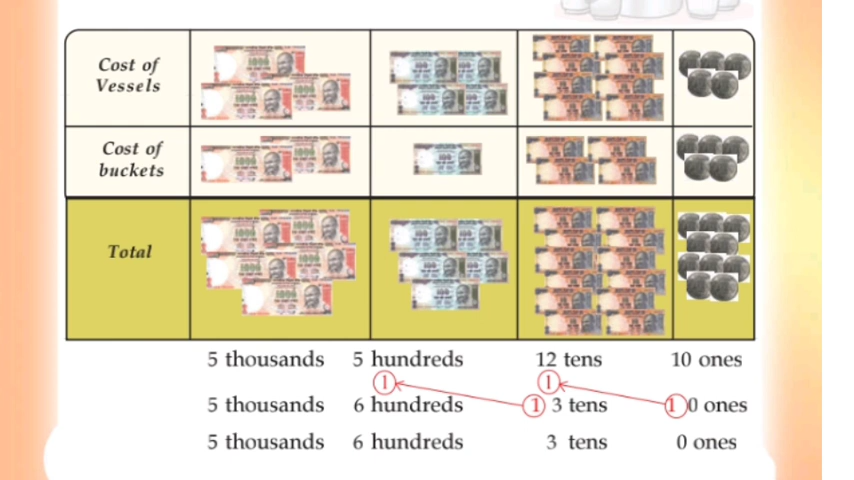 Cost of
Vessels
Cost of
buckets
Total
5 thousands 5 hundreds 12 tens 10 ones
1 1
5 thousands 6 hundreds 1 3 tens 1 0 ones
5 thousands 6 hundreds 3 tens 0 ones